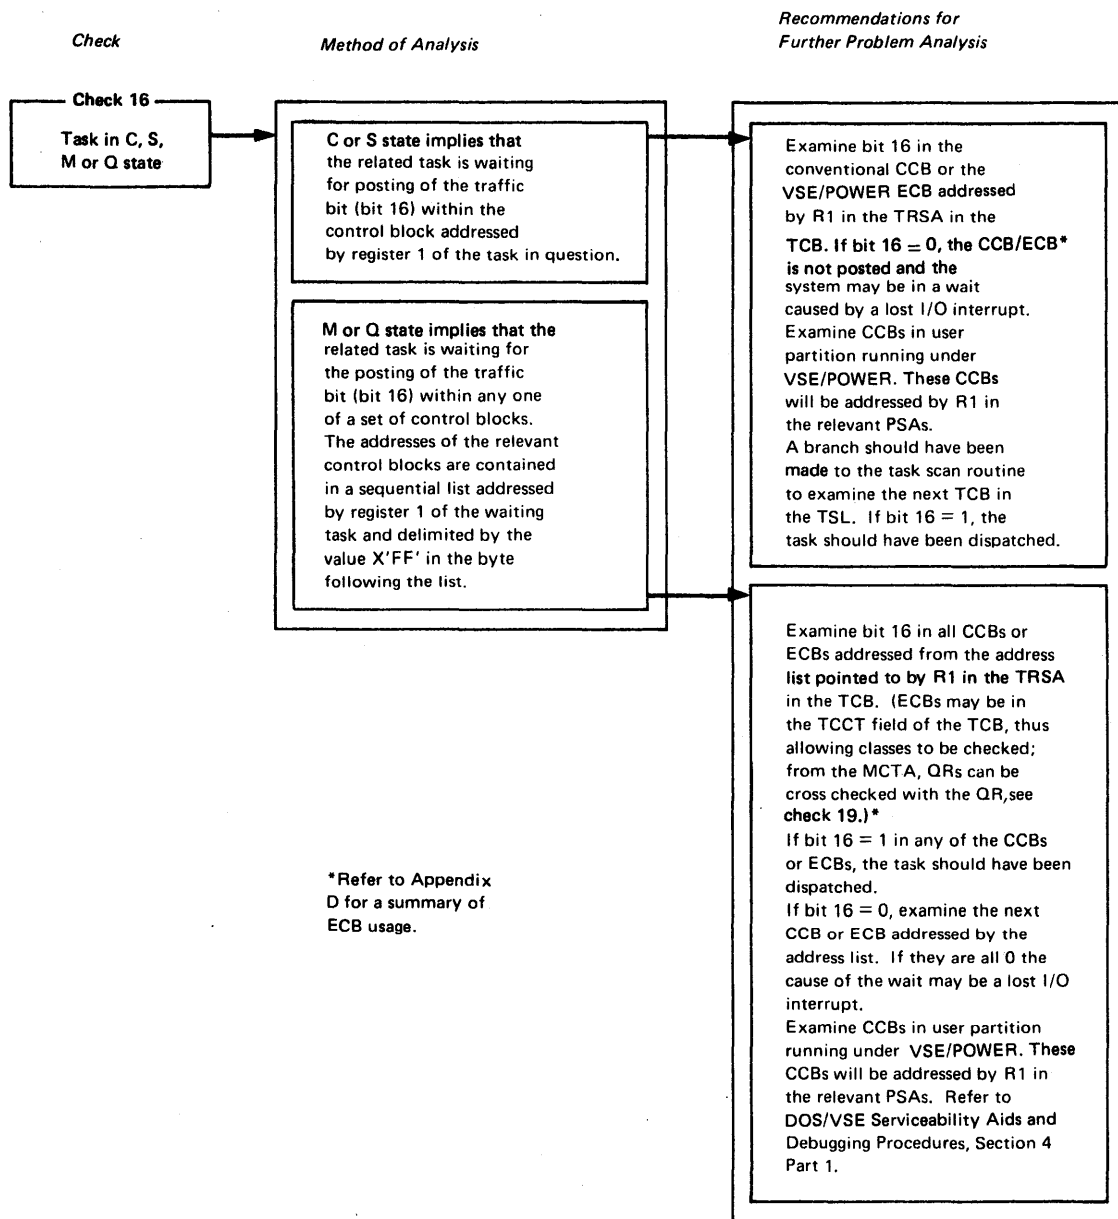 Check
Method of Analysis
Recommendations for
Further Problem Analysis
Check 16
Task in C, S,
M or Q state
C or S state implies that
the related task is waiting
for posting of the traffic
bit (bit 16) within the
control block addressed
by register 1 of the task in question.
M or Q state implies that the
related task is waiting for
the posting of the traffic
bit (bit 16) within any one
of a set of control blocks.
The addresses of the relevant
control blocks are contained
in a sequential list addressed
by register 1 of the waiting
task and delimited by the
value X'FF' in the byte
following the list.
*Refer to Appendix
D for a summary of
ECB usage.
Examine bit 16 in the
conventional CCB or the
VSE/POWER ECB addressed
by R1 in the TRSA in the
TCB. If bit 16 = 0, the CCB/ECB*
is not posted and the
system may be in a wait
caused by a lost I/O interrupt.
Examine CCBs in user
partition running under
VSE/POWER. These CCBs
will be addressed by R1 in
the relevant PSAs.
A branch should have been
made to the task scan routine
to examine the next TCB in
the TSL. If bit 16 = 1, the
task should have been dispatched.
Examine bit 16 in all CCBs or
ECBs addressed from the address
list pointed to by R1 in the TRSA
in the TCB. (ECBs may be in
the TCCT field of the TCB, thus
allowing classes to be checked;
from the MCTA, QRs can be
cross checked with the QR,see
check 19.)*
If bit 16 = 1 in any of the CCBs
or ECBs, the task should have been
dispatched.
If bit 16 = 0, examine the next
CCB or ECB addressed by the
address list. If they are all 0 the
cause of the wait may be a lost I/O
interrupt.
Examine CCBs in user partition
running under VSE/POWER. These
CCBs will be addressed by R1 in
the relevant PSAs. Refer to
DOS/VSE Serviceability Aids and
Debugging Procedures, Section 4
Part 1.